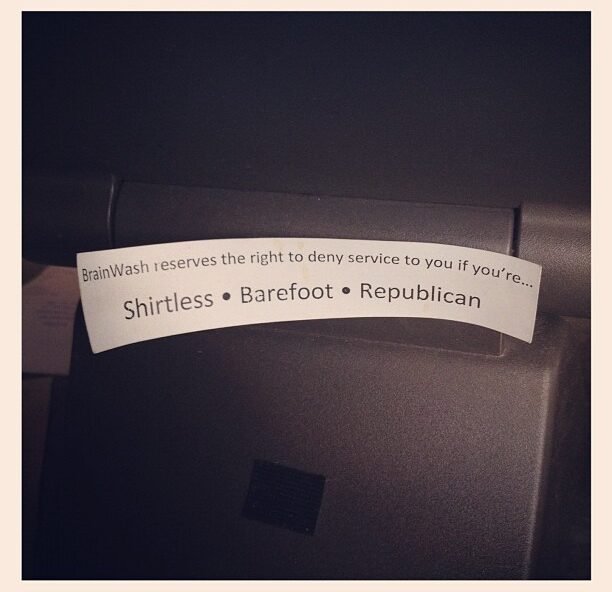 BrainWash reserves the right to deny service to you if you're...
Shirtless • Barefoot • Republican